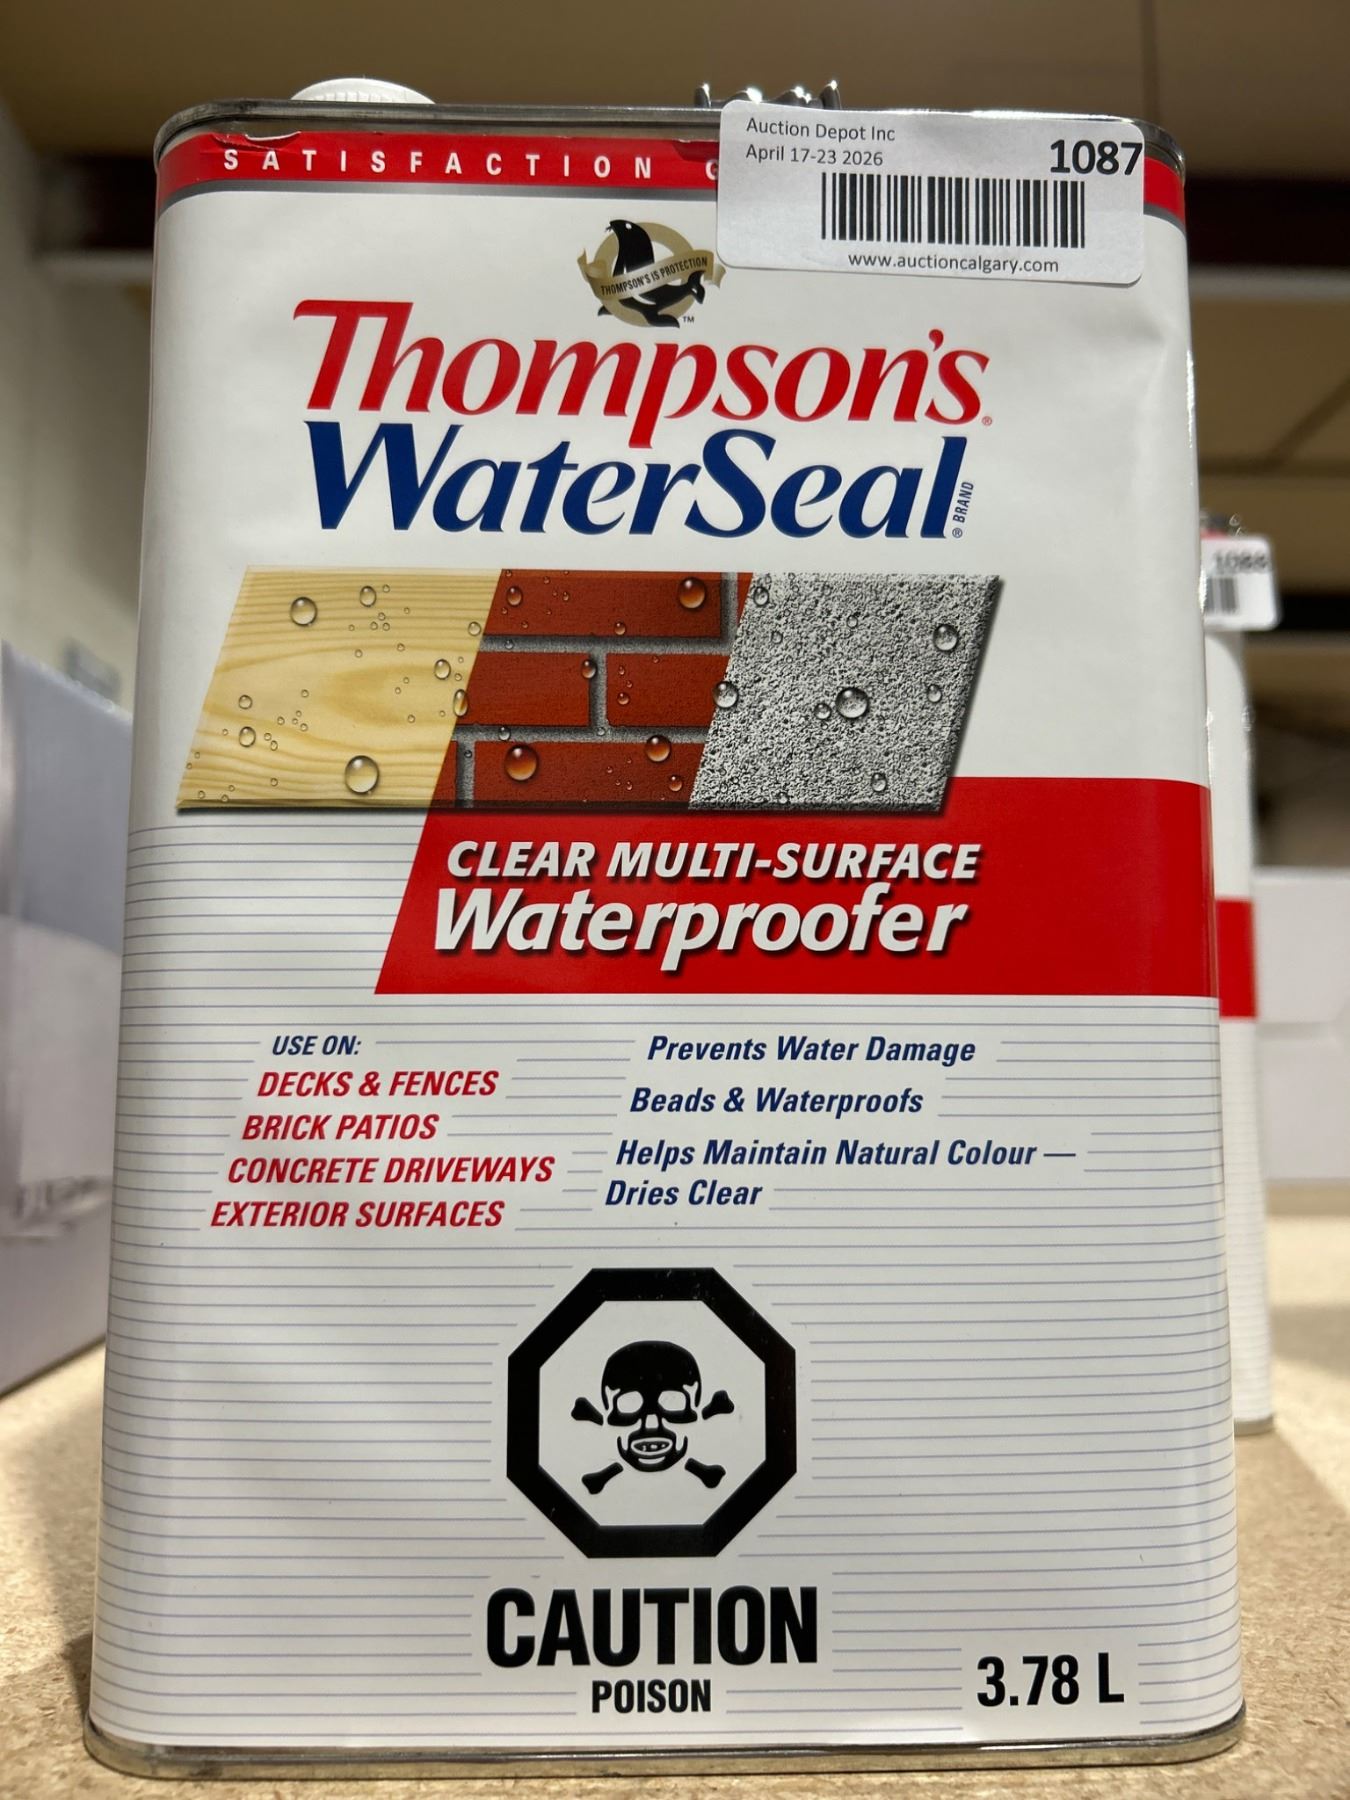 SATISFACTION
Auction Depot Inc
April 17-23 2026
1087
www.auctioncalgary.com
THOMPSON'S IS PROTECTION
TM
Thompson's®
WaterSeal® BRAND
CLEAR MULTI-SURFACE
Waterproofer
USE ON:
DECKS & FENCES
BRICK PATIOS
CONCRETE DRIVEWAYS
EXTERIOR SURFACES
Prevents Water Damage
Beads & Waterproofs
Helps Maintain Natural Colour —
Dries Clear
CAUTION
POISON
3.78 L